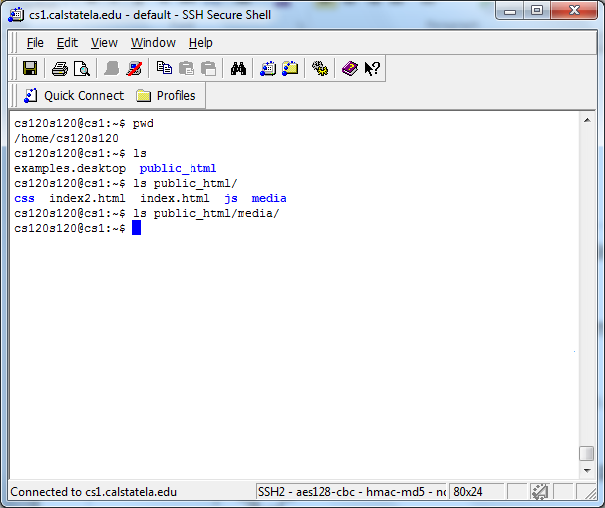 cs1.calstatela.edu - default - SSH Secure Shell
File Edit View Window Help
Quick Connect Profiles
cs120s120@cs1:~$ pwd
/home/cs120s120
cs120s120@cs1:~$ ls
examples.desktop public_html
cs120s120@cs1:~$ ls public_html/
css index2.html index.html js media
cs120s120@cs1:~$ ls public_html/media/
cs120s120@cs1:~$
Connected to cs1.calstatela.edu SSH2 - aes128-cbc - hmac-md5 - no 80x24